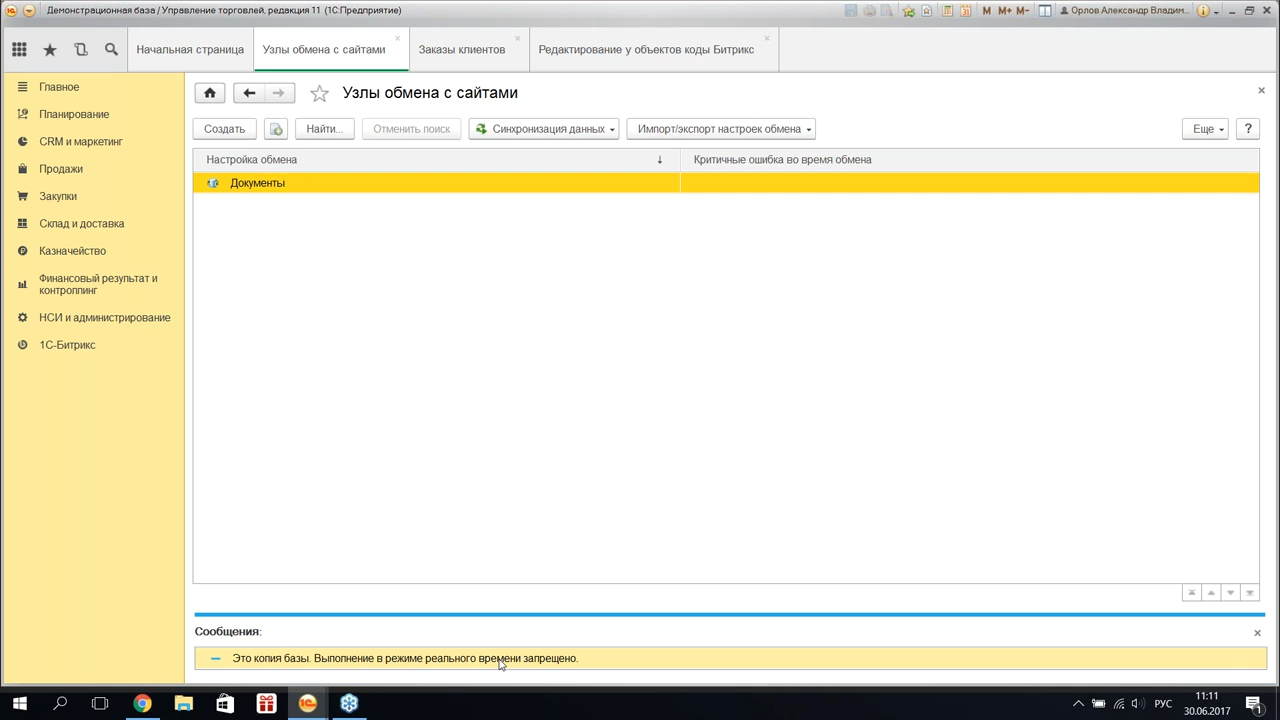 Демонстрационная база / Управление торговлей, редакция 11 (1С:Предприятие)
M M+ M-
Орлов Александр Владим...
Начальная страница
Узлы обмена с сайтами
Заказы клиентов
Редактирование у объектов коды Битрикс
Главное
Планирование
CRM и маркетинг
Продажи
Закупки
Склад и доставка
Казначейство
Финансовый результат и
контроллинг
НСИ и администрирование
1С-Битрикс
Узлы обмена с сайтами
Создать
Найти...
Отменить поиск
Синхронизация данных
Импорт/экспорт настроек обмена
Еще
?
Настройка обмена
Критичные ошибка во время обмена
Документы
Сообщения:
Это копия базы. Выполнение в режиме реального времени запрещено.
РУС
11:11
30.06.2017
1